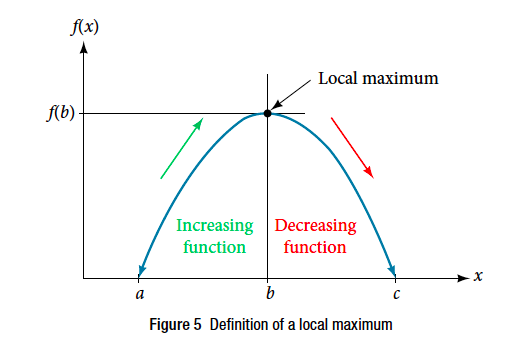 f(x)
Local maximum
f(b)
Increasing Decreasing
function function
x
a b c
Figure 5 Definition of a local maximum